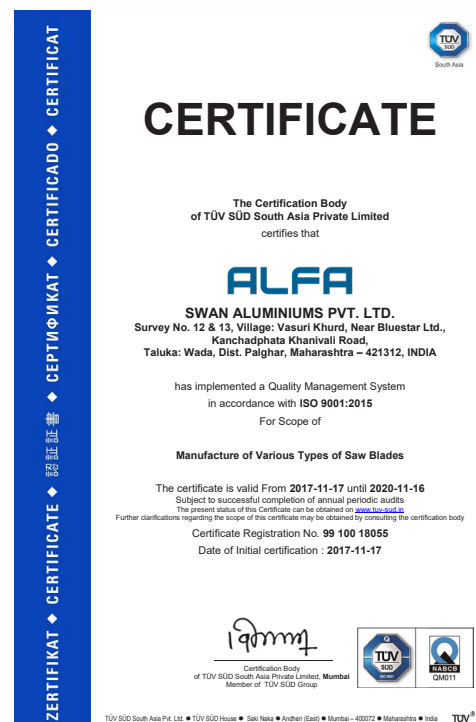 ZERTIFIKAT ◆ CERTIFICATE ◆ 認証証書 ◆ СЕРТИФИКАТ ◆ CERTIFICADO ◆ CERTIFICAT
TÜV
SÜD
South Asia
CERTIFICATE
The Certification Body
of TÜV SÜD South Asia Private Limited
certifies that
ALFA
SWAN ALUMINIUMS PVT. LTD.
Survey No. 12 & 13, Village: Vasuri Khurd, Near Bluestar Ltd.,
Kanchadphata Khanivali Road,
Taluka: Wada, Dist. Palghar, Maharashtra – 421312, INDIA
has implemented a Quality Management System
in accordance with ISO 9001:2015
For Scope of
Manufacture of Various Types of Saw Blades
The certificate is valid From 2017-11-17 until 2020-11-16
Subject to successful completion of annual periodic audits
The present status of this Certificate can be obtained on www.tuv-sud.in
Further clarifications regarding the scope of this certificate may be obtained by consulting the certification body
Certificate Registration No. 99 100 18055
Date of Initial certification : 2017-11-17
Certification Body
of TÜV SÜD South Asia Private Limited, Mumbai
Member of TÜV SÜD Group
TÜV
SÜD
ISO 9001
NABCB
QM011
TÜV SÜD South Asia Pvt. Ltd. ● TÜV SÜD House ● Saki Naka ● Andheri (East) ● Mumbai – 400072 ● Maharashtra ● India TÜV®